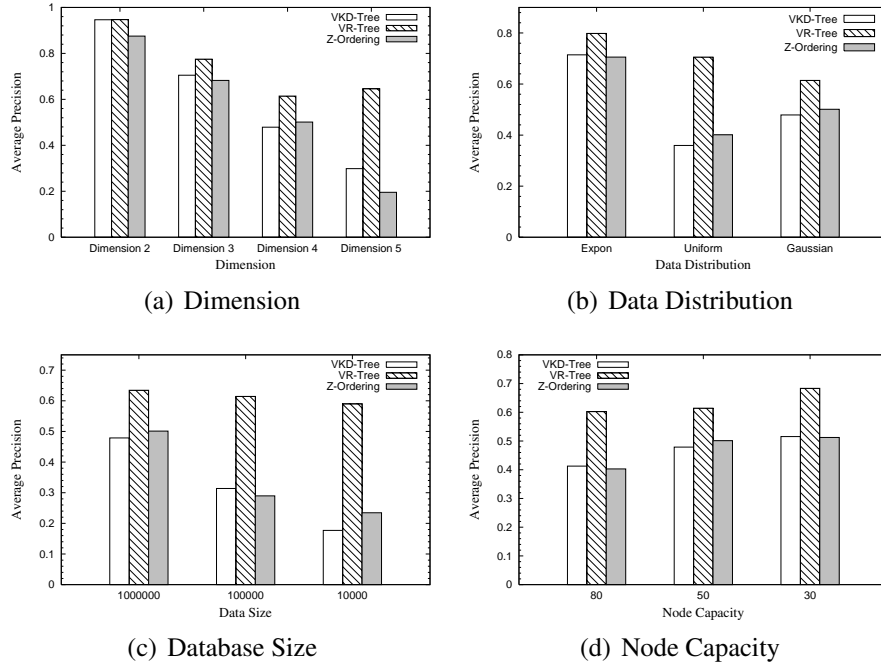 VKD-Tree
VR-Tree
Z-Ordering
Average Precision
1
0.8
0.6
0.4
0.2
0
Dimension 2 Dimension 3 Dimension 4 Dimension 5
Dimension
(a) Dimension
VKD-Tree
VR-Tree
Z-Ordering
Average Precision
0.8
0.6
0.4
0.2
0
Expon Uniform Gaussian
Data Distribution
(b) Data Distribution
VKD-Tree
VR-Tree
Z-Ordering
Average Precision
0.7
0.6
0.5
0.4
0.3
0.2
0.1
0
1000000 100000 10000
Data Size
(c) Database Size
VKD-Tree
VR-Tree
Z-Ordering
Average Precision
0.8
0.7
0.6
0.5
0.4
0.3
0.2
0.1
0
80 50 30
Node Capacity
(d) Node Capacity